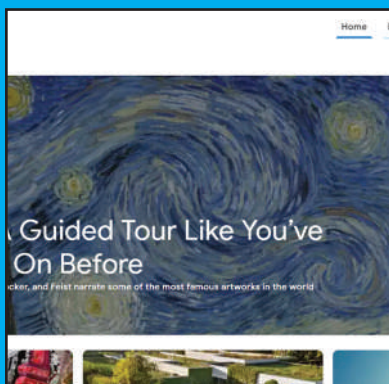 Home
A Guided Tour Like You've
On Before
cker, and Feist narrate some of the most famous artworks in the world